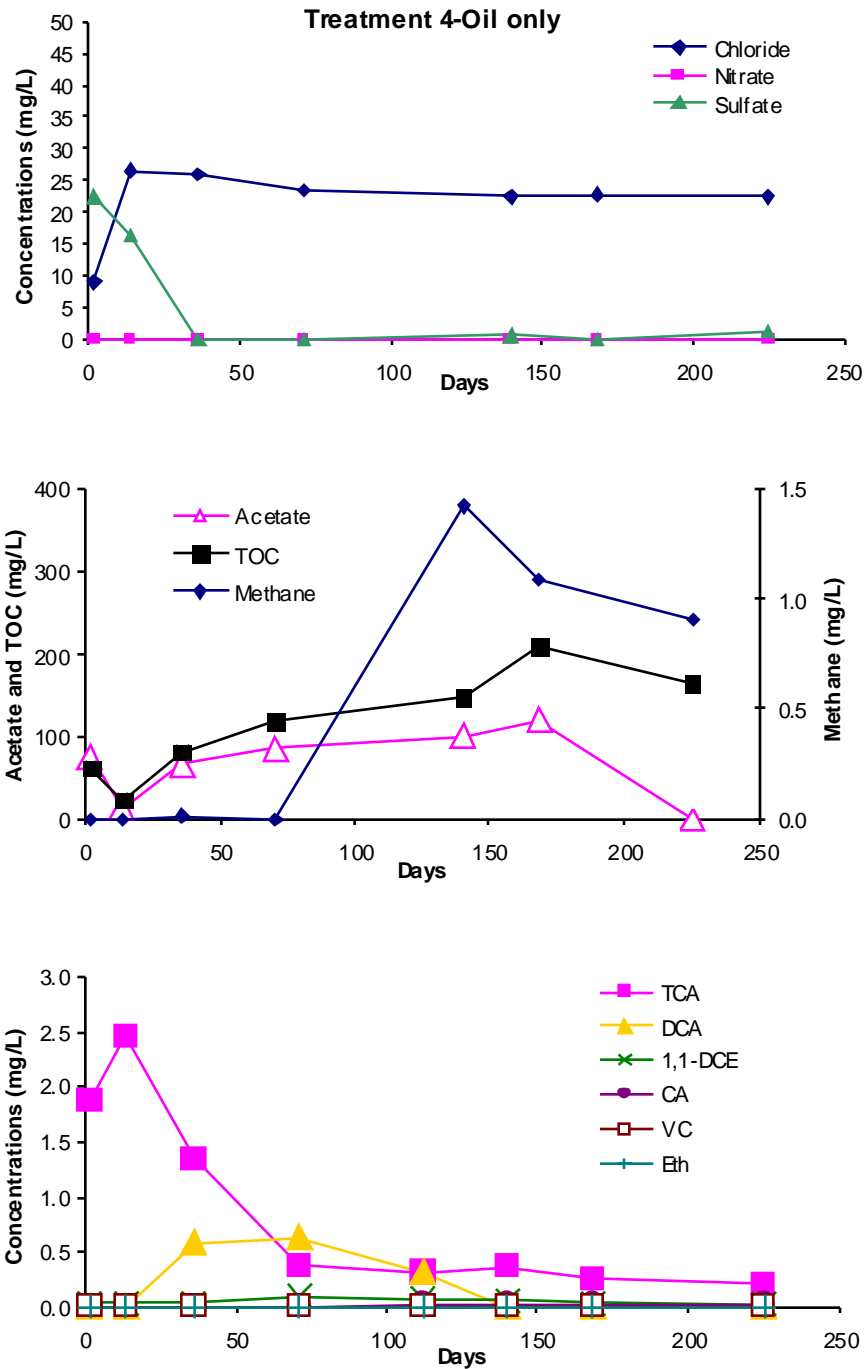 Treatment 4-Oil only
50
45
40
35
30
25
20
15
10
5
0
Concentrations (mg/L)
Chloride
Nitrate
Sulfate
0 50 100 150 200 250
Days
400
300
200
100
0
Acetate and TOC (mg/L)
Acetate
TOC
Methane
1.5
1.0
0.5
0.0
Methane (mg/L)
0 50 100 150 200 250
Days
3.0
2.5
2.0
1.5
1.0
0.5
0.0
Concentrations (mg/L)
TCA
DCA
1,1-DCE
CA
VC
Eth
0 50 100 150 200 250
Days